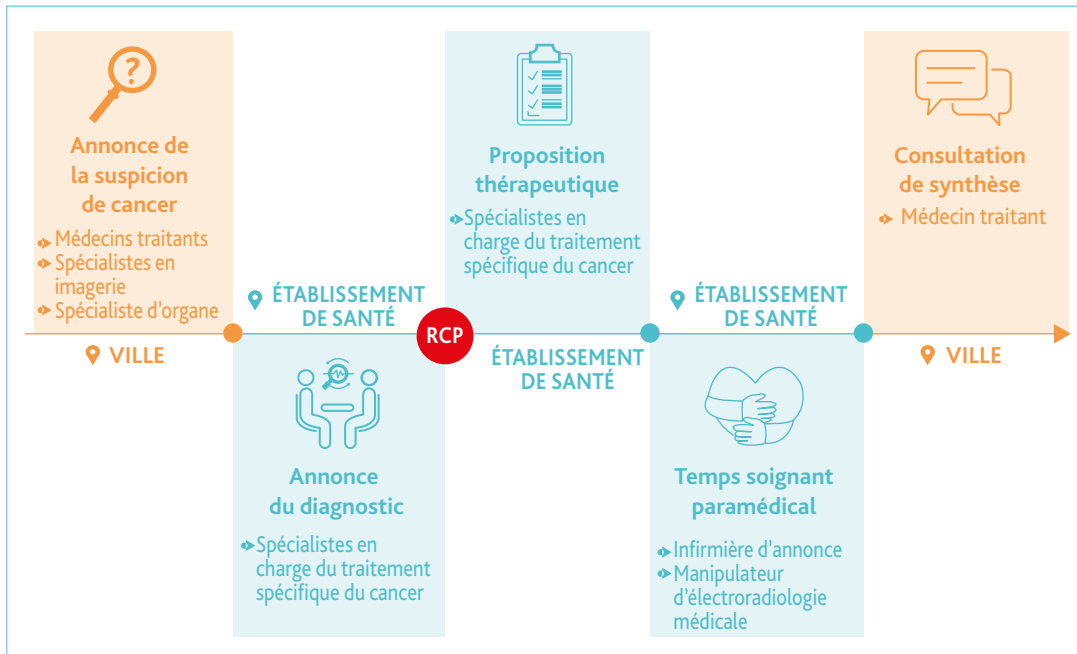 ?
Annonce de
la suspicion
de cancer
Médecins traitants
Spécialistes en
imagerie
Spécialiste d'organe
VILLE
ÉTABLISSEMENT
DE SANTÉ
Annonce
du diagnostic
Spécialistes en
charge du traitement
spécifique du cancer
RCP
Proposition
thérapeutique
Spécialistes en
charge du traitement
spécifique du cancer
ÉTABLISSEMENT
DE SANTÉ
ÉTABLISSEMENT
DE SANTÉ
Temps soignant
paramédical
Infirmière d'annonce
Manipulateur
d'électroradiologie
médicale
Consultation
de synthèse
Médecin traitant
VILLE